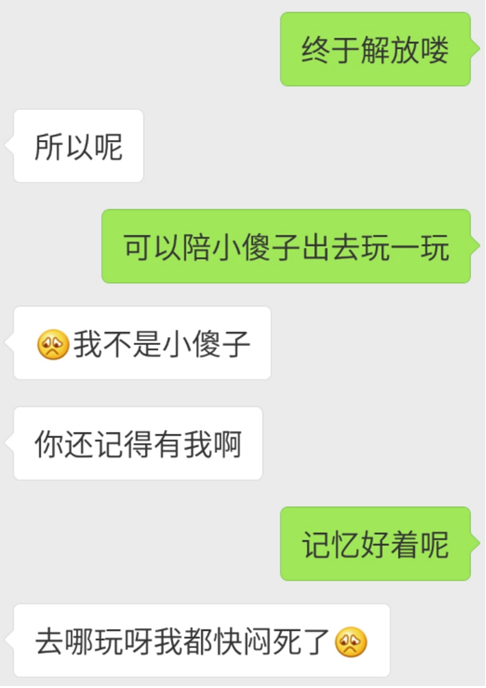 终于解放喽
所以呢
可以陪小傻子出去玩一玩
🥺我不是小傻子
你还记得有我啊
记忆好着呢
去哪玩呀我都快闷死了🥺